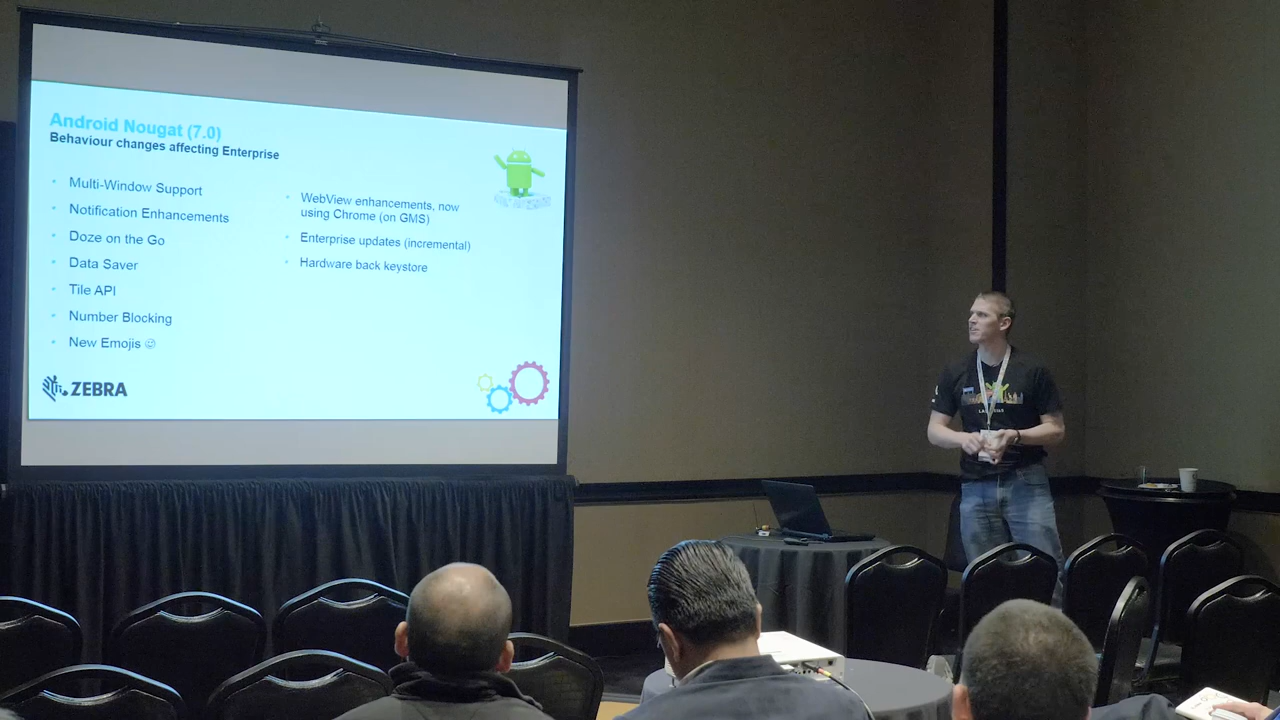 Android Nougat (7.0)
Behaviour changes affecting Enterprise
• Multi-Window Support
• Notification Enhancements
• Doze on the Go
• Data Saver
• Tile API
• Number Blocking
• New Emojis ☺
• WebView enhancements, now
using Chrome (on GMS)
• Enterprise updates (incremental)
• Hardware back keystore
ZEBRA